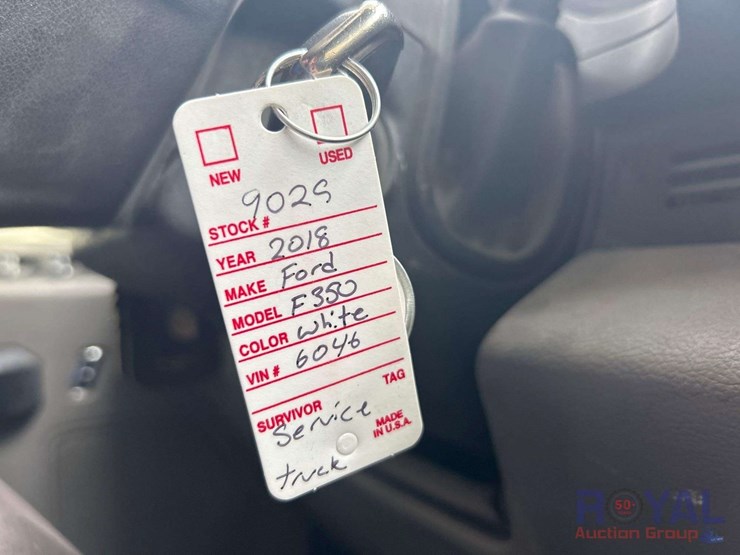 NEW
USED
STOCK # 9029
YEAR 2018
MAKE Ford
MODEL F350
COLOR white
VIN # 6046
SURVIVOR TAG
Service
MADE
IN U.S.A.
truck
ROYAL
50
Auction Group